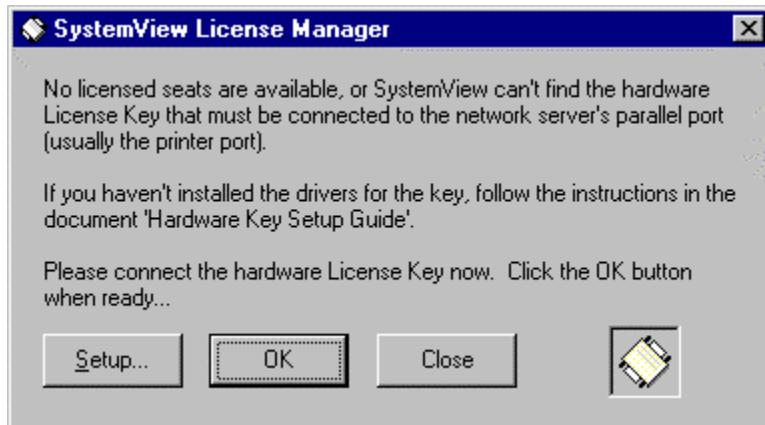 SystemView License Manager
No licensed seats are available, or SystemView can't find the hardware
License Key that must be connected to the network server's parallel port
(usually the printer port).
If you haven't installed the drivers for the key, follow the instructions in the
document 'Hardware Key Setup Guide'.
Please connect the hardware License Key now.  Click the OK button
when ready...
Setup... OK Close